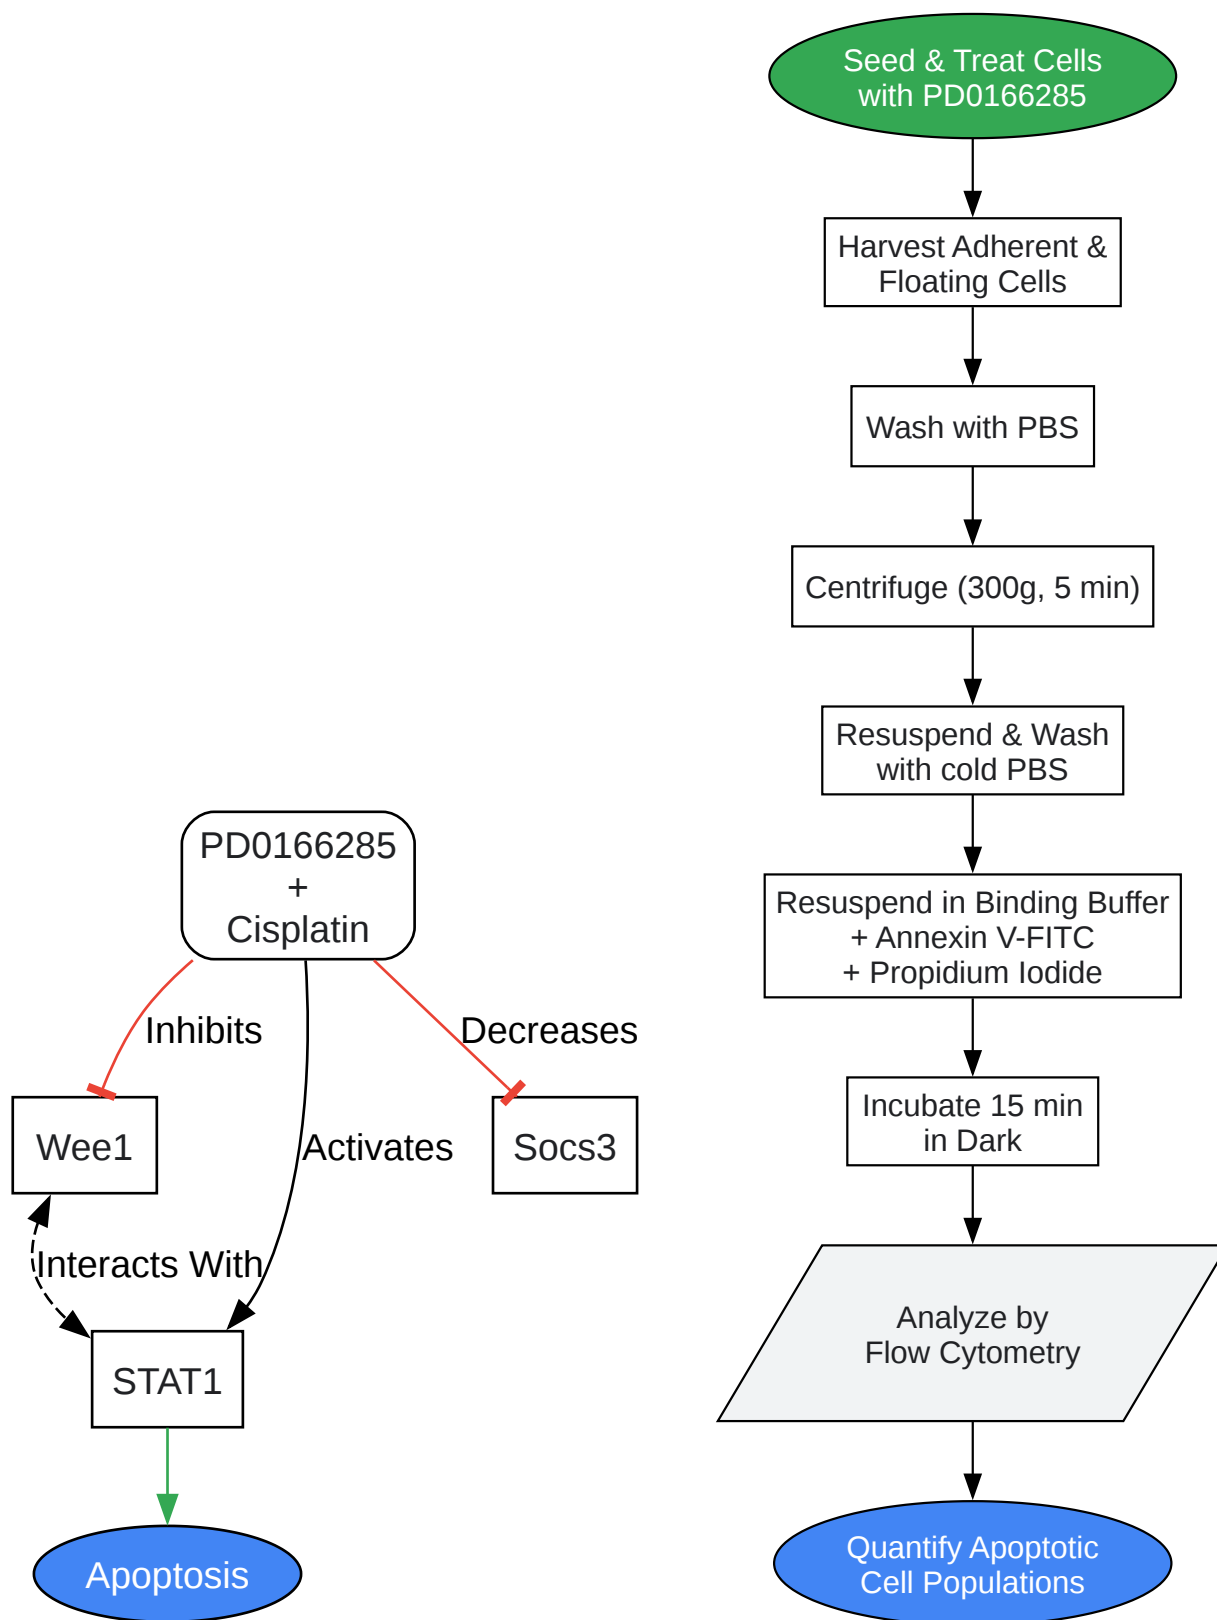 PD0166285
+
Cisplatin
Inhibits
Decreases
Wee1
Activates
Socs3
Interacts With
STAT1
Apoptosis
Seed & Treat Cells
with PD0166285
Harvest Adherent &
Floating Cells
Wash with PBS
Centrifuge (300g, 5 min)
Resuspend & Wash
with cold PBS
Resuspend in Binding Buffer
+ Annexin V-FITC
+ Propidium Iodide
Incubate 15 min
in Dark
Analyze by
Flow Cytometry
Quantify Apoptotic
Cell Populations